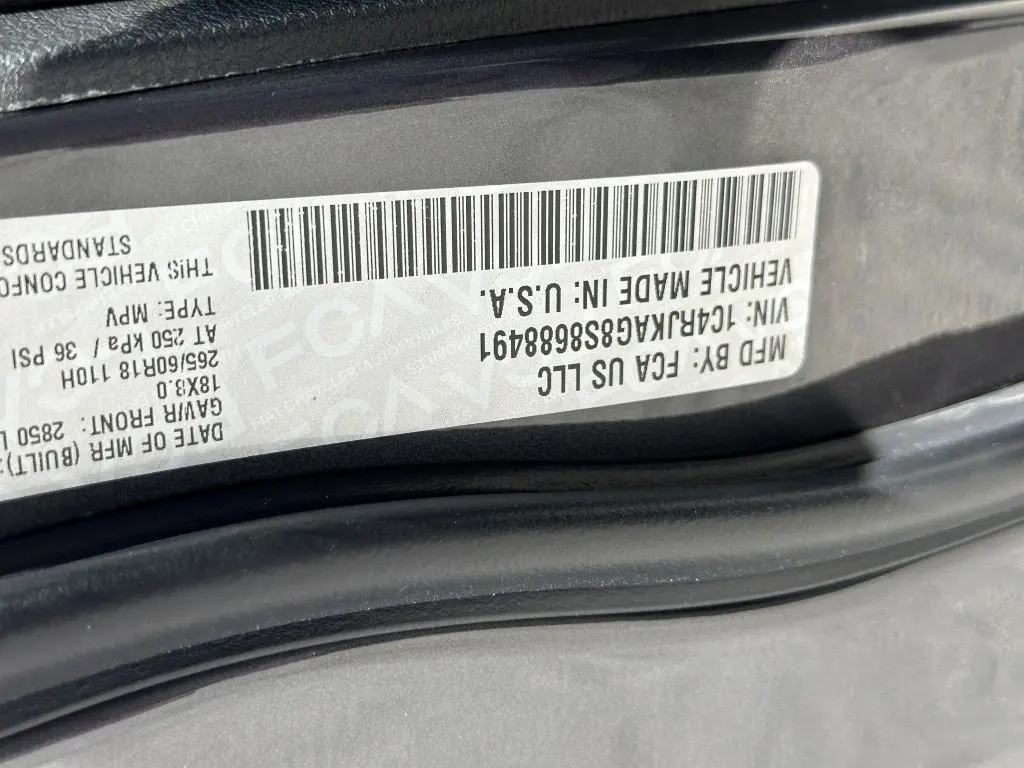 MFD BY: FCA US LLC
VIN: 1C4RJKAG8S8688491
VEHICLE MADE IN: U.S.A.
DATE OF MFR (BUILT):
GAWR FRONT: 2850 L
18X8.0
265/60R18 110H
AT 250 kPa / 36 PSI
TYPE: MPV
THIS VEHICLE CONFO
STANDARDS